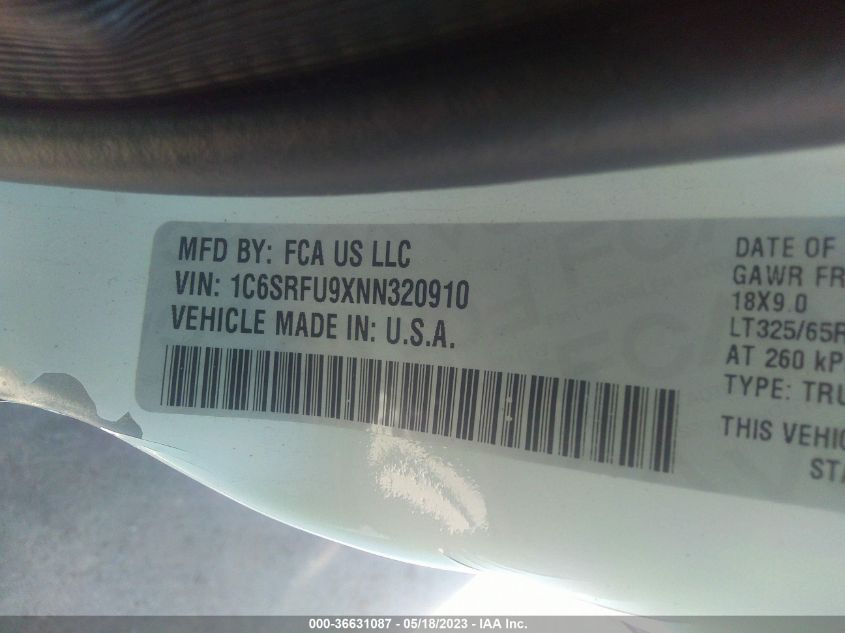 MFD BY: FCA US LLC
VIN: 1C6SRFU9XNN320910
VEHICLE MADE IN: U.S.A.
DATE OF
GAWR FR
18X9.0
LT325/65R
AT 260 kP
TYPE: TRU
THIS VEHIC
STA
000-36631087 - 05/18/2023 - IAA Inc.